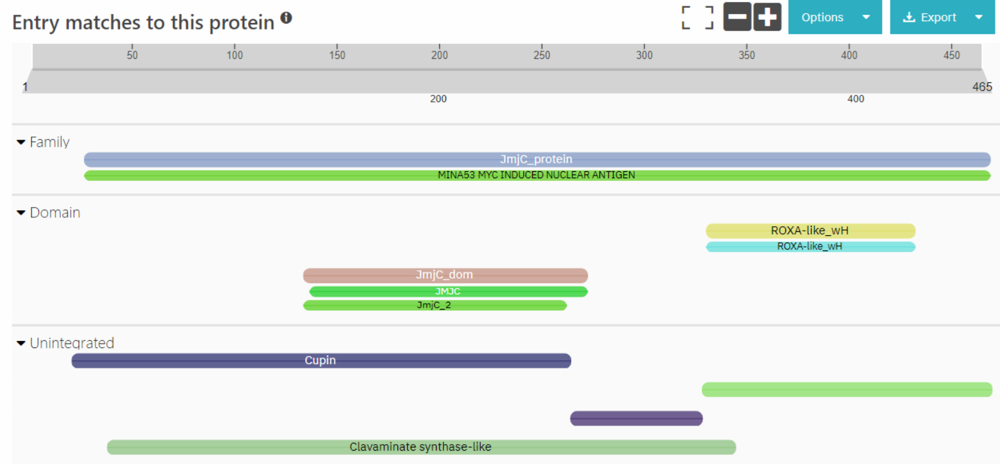 Entry matches to this protein
Options
Export
50 100 150 200 250 300 350 400 450
1 465
200 400
Family
JmjC_protein
MINA53 MYC INDUCED NUCLEAR ANTIGEN
Domain
ROXA-like_wH
ROXA-like_wH
JmjC_dom
JMJC
JmjC_2
Unintegrated
Cupin
Clavaminate synthase-like